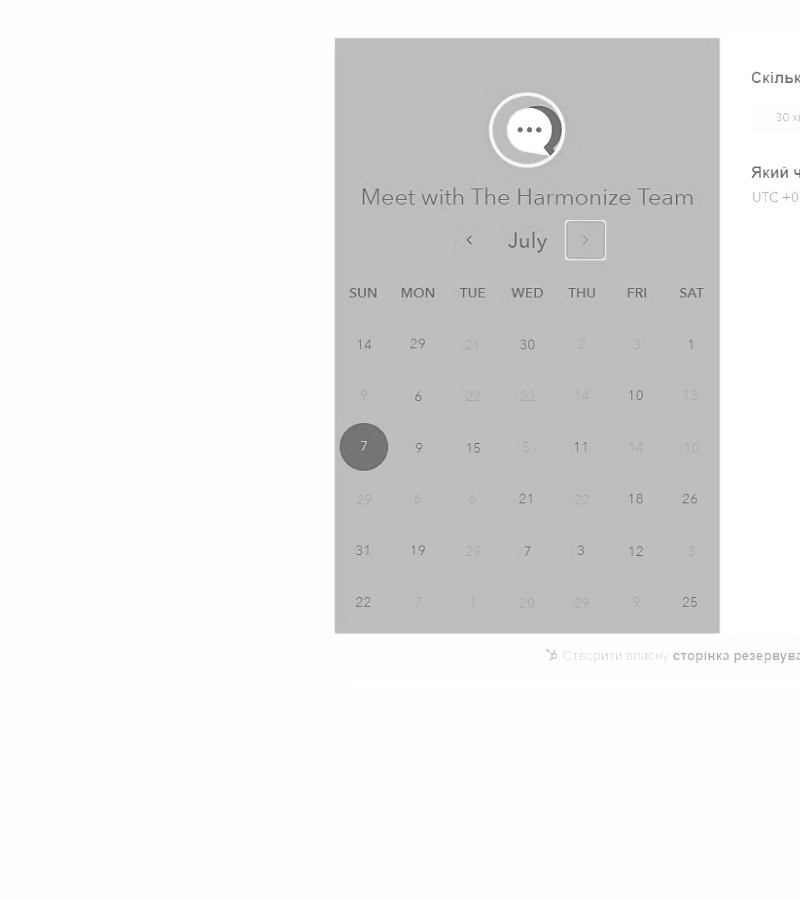 Meet with The Harmonize Team
July
SUN MON TUE WED THU FRI SAT
14 29 21 30 2 3 1
9 6 22 22 14 10 13
7 9 15 5 11 14 10
29 6 6 21 22 18 26
31 19 29 7 3 12 3
22 7 1 20 29 9 25
Скільк
30 х
Який ч
UTC +0
Створити власну сторінка резервува